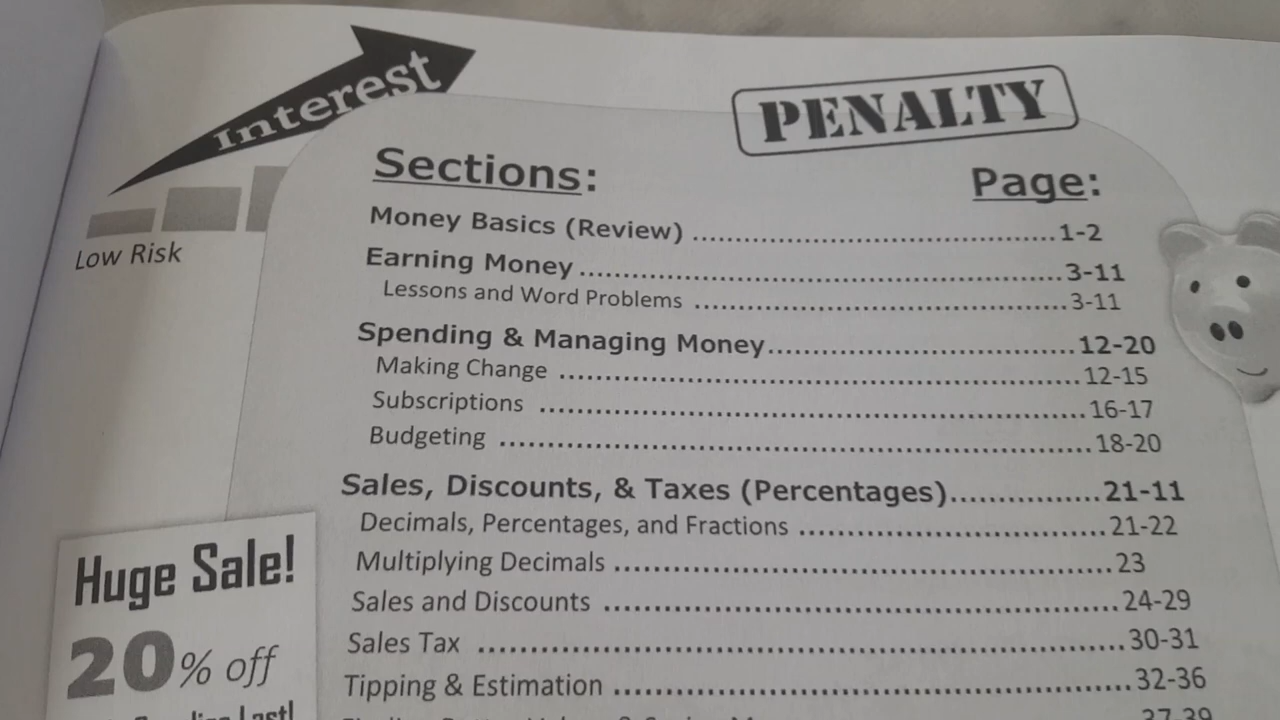 Interest
PENALTY
Low Risk
Sections: Page:
Money Basics (Review) ........................................ 1-2
Earning Money ................................................ 3-11
Lessons and Word Problems ........................................ 3-11
Spending & Managing Money ................................ 12-20
Making Change ........................................................ 12-15
Subscriptions ........................................................ 16-17
Budgeting ............................................................ 18-20
Sales, Discounts, & Taxes (Percentages) ................ 21-11
Decimals, Percentages, and Fractions ............................ 21-22
Multiplying Decimals .................................................. 23
Sales and Discounts .................................................. 24-29
Sales Tax .............................................................. 30-31
Tipping & Estimation .................................................. 32-36
37-39
Huge Sale!
20% off
Last!